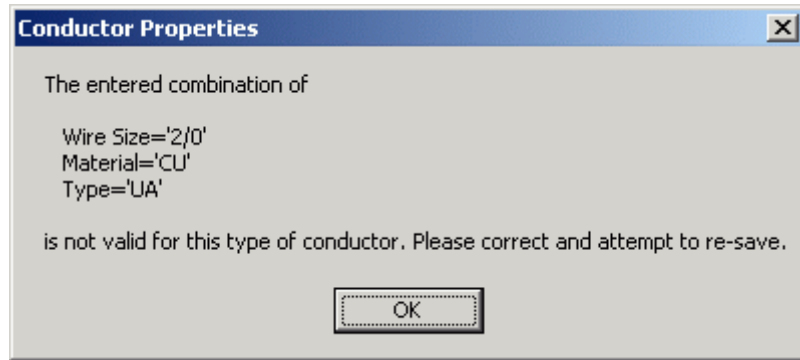 Conductor Properties
The entered combination of
Wire Size='2/0'
Material='CU'
Type='UA'
is not valid for this type of conductor. Please correct and attempt to re-save.
OK